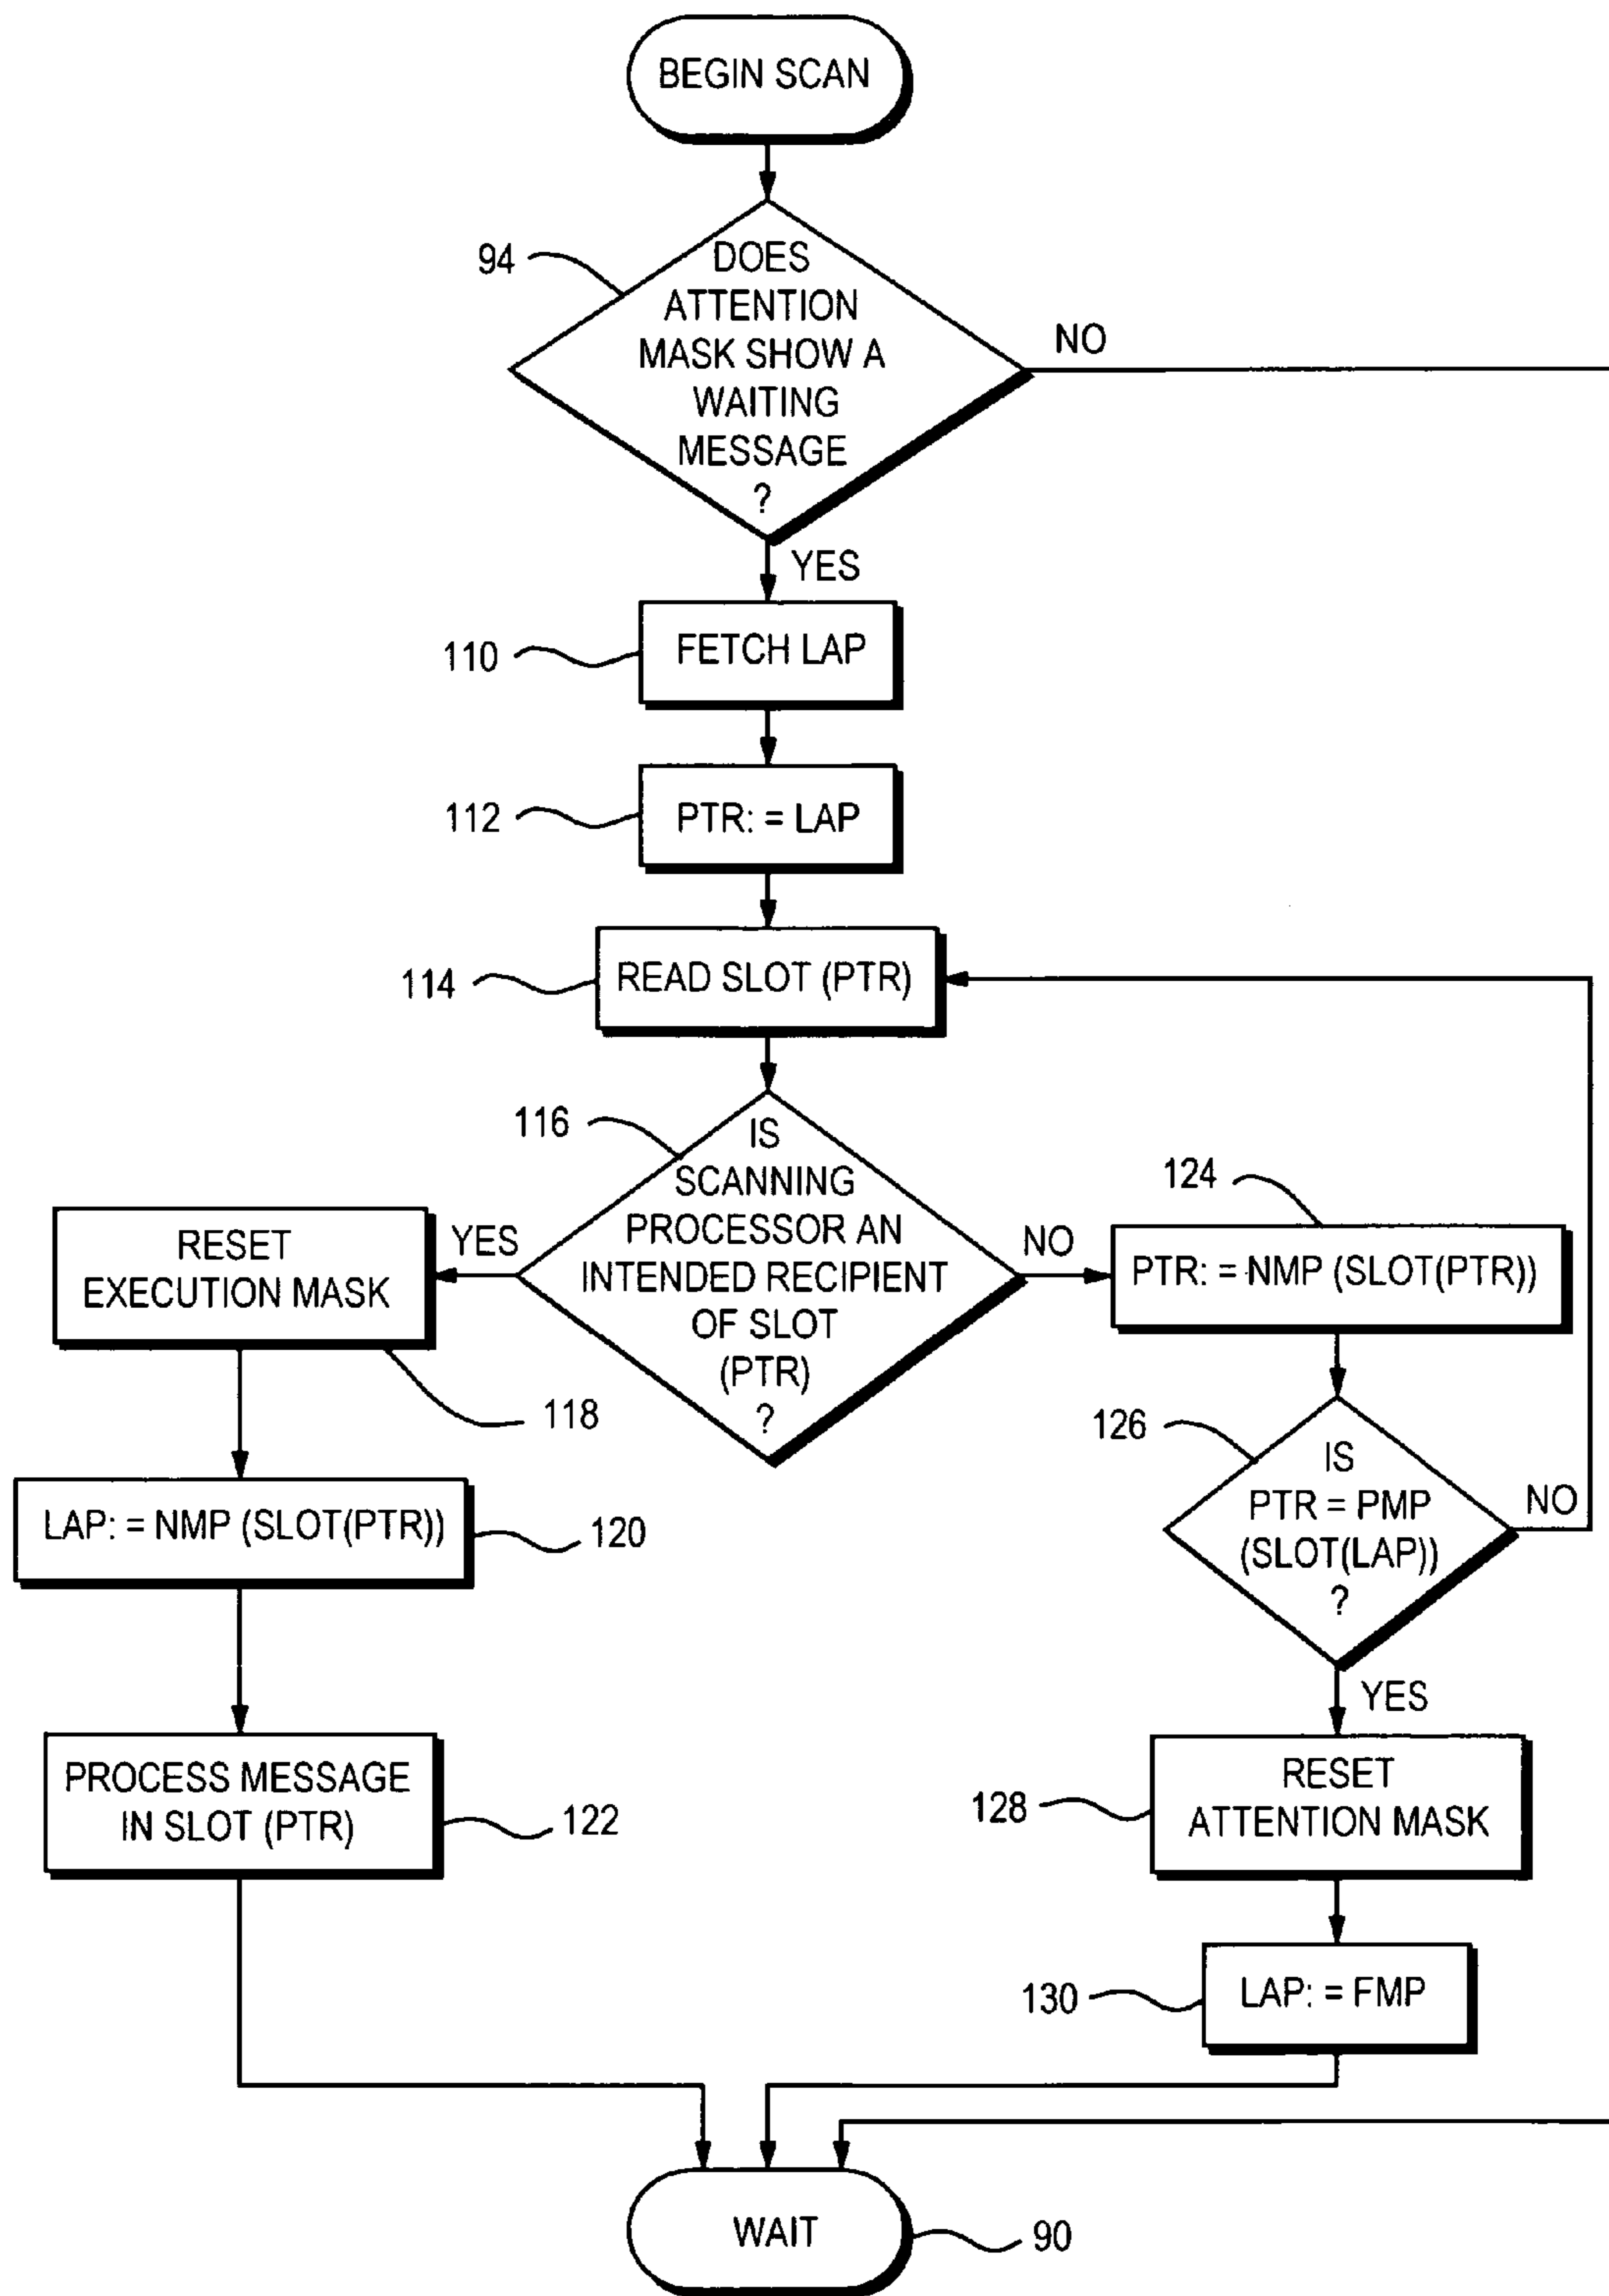 BEGIN SCAN
94
DOES
ATTENTION
MASK SHOW A
WAITING
MESSAGE
?
NO
YES
110
FETCH LAP
112
PTR: = LAP
114
READ SLOT (PTR)
116
IS
SCANNING
PROCESSOR AN
INTENDED RECIPIENT
OF SLOT
(PTR)
?
YES
NO
RESET
EXECUTION MASK
118
LAP: = NMP (SLOT(PTR))
120
PROCESS MESSAGE
IN SLOT (PTR)
122
124
PTR: = NMP (SLOT(PTR))
126
IS
PTR = PMP
(SLOT(LAP))
?
NO
YES
128
RESET
ATTENTION MASK
130
LAP: = FMP
WAIT
90